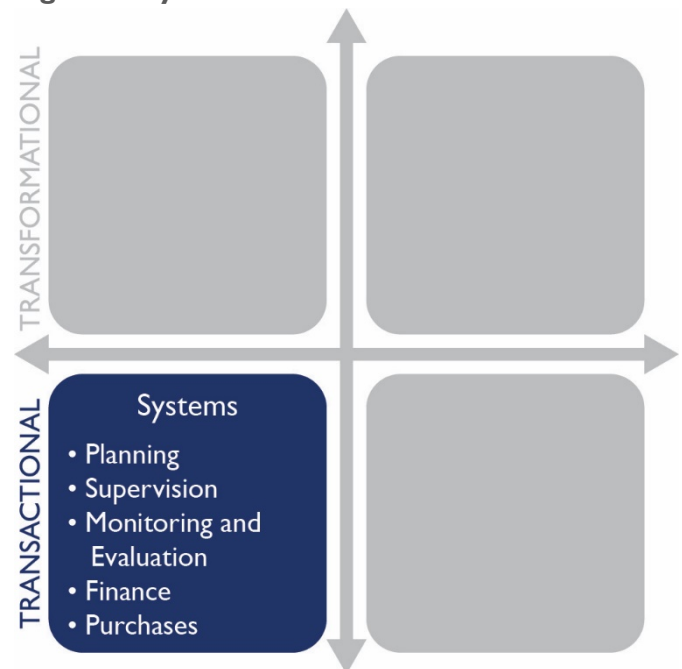 TRANSFORMATIONAL
TRANSACTIONAL
Systems
• Planning
• Supervision
• Monitoring and
Evaluation
• Finance
• Purchases